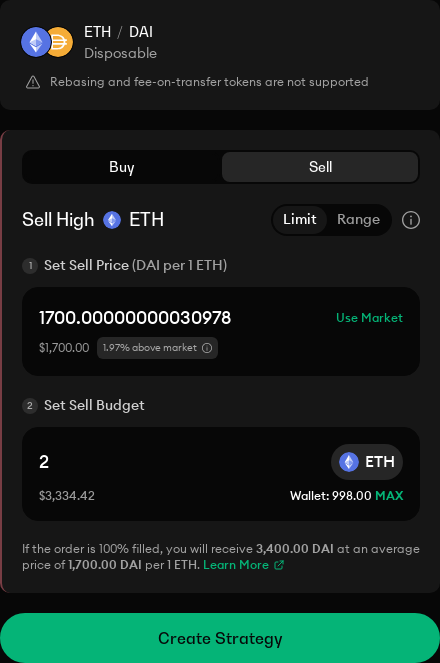 ETH / DAI
Disposable
Rebasing and fee-on-transfer tokens are not supported
Buy Sell
Sell High ETH Limit Range
1 Set Sell Price (DAI per 1 ETH)
1700.00000000030978 Use Market
$1,700.00 1.97% above market
2 Set Sell Budget
2 ETH
$3,334.42 Wallet: 998.00 MAX
If the order is 100% filled, you will receive 3,400.00 DAI at an average
price of 1,700.00 DAI per 1 ETH. Learn More
Create Strategy